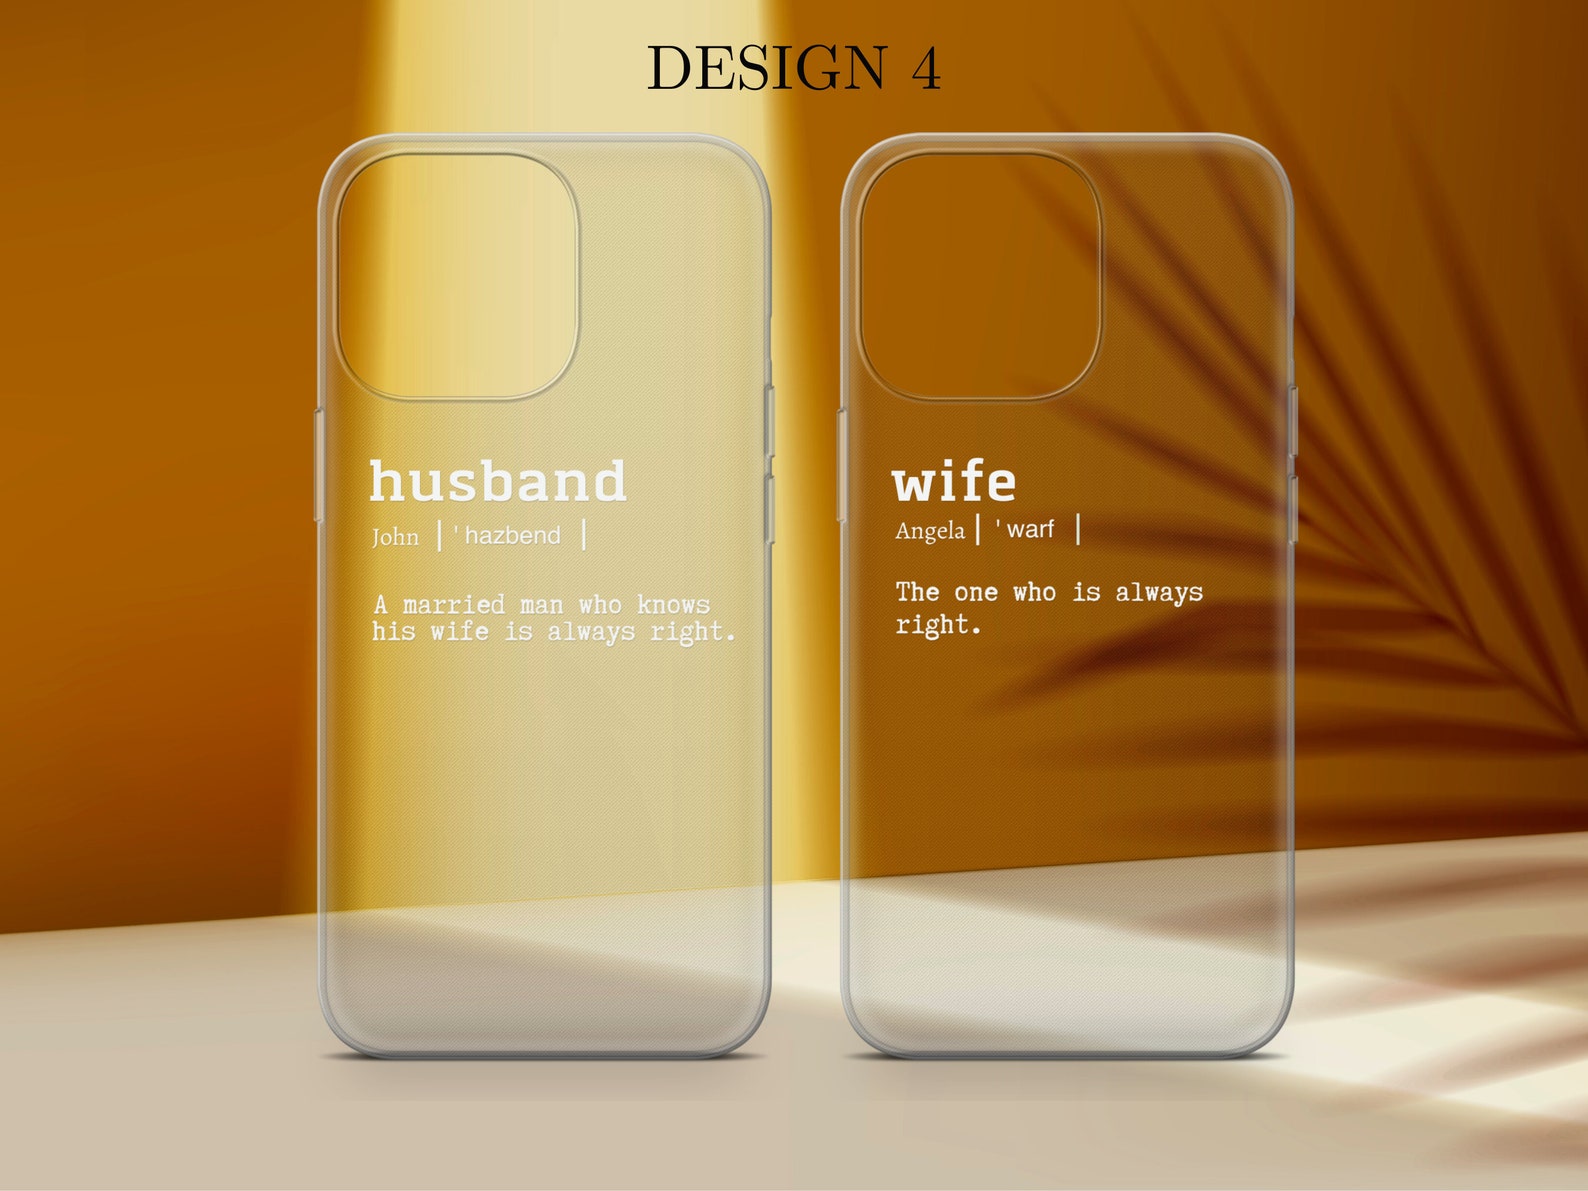 DESIGN 4
husband
John | ' hazbend |
A married man who knows
his wife is always right.
wife
Angela | ' warf |
The one who is always
right.